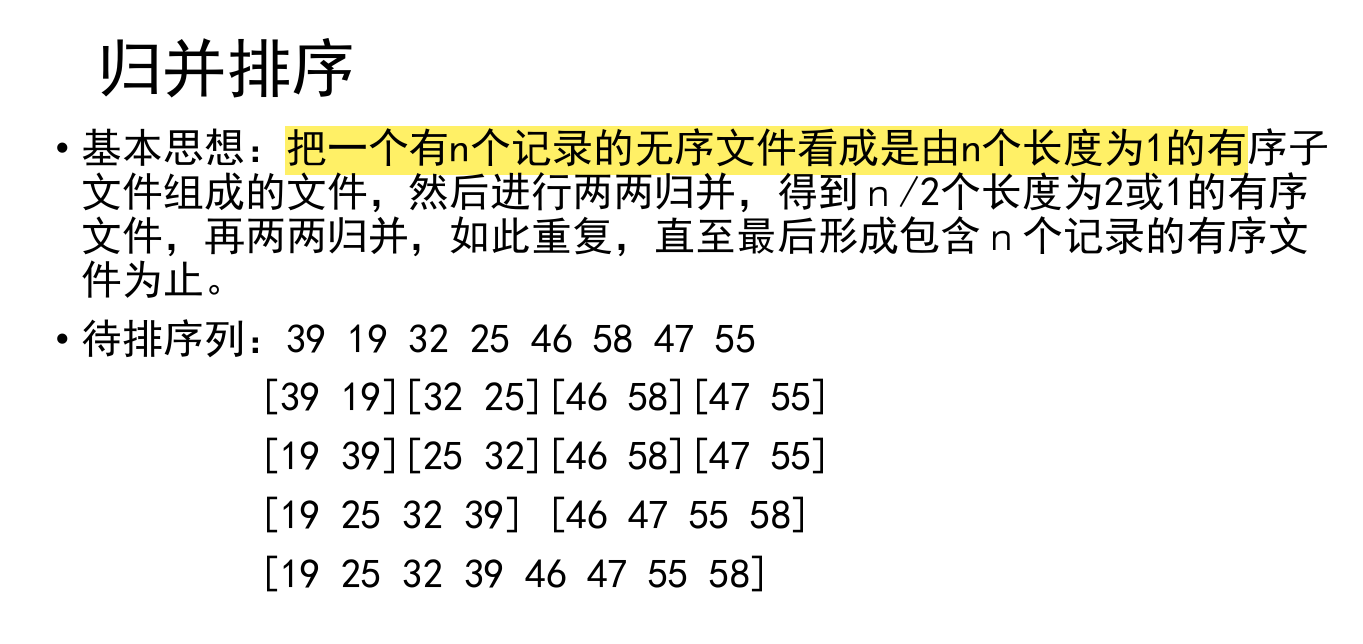 归并排序
• 基本思想：把一个有n个记录的无序文件看成是由n个长度为1的有序子
文件组成的文件，然后进行两两归并，得到ｎ/2个长度为2或1的有序
文件，再两两归并，如此重复，直至最后形成包含ｎ个记录的有序文
件为止。
• 待排序列：39 19 32 25 46 58 47 55
[39 19][32 25][46 58][47 55]
[19 39][25 32][46 58][47 55]
[19 25 32 39] [46 47 55 58]
[19 25 32 39 46 47 55 58]